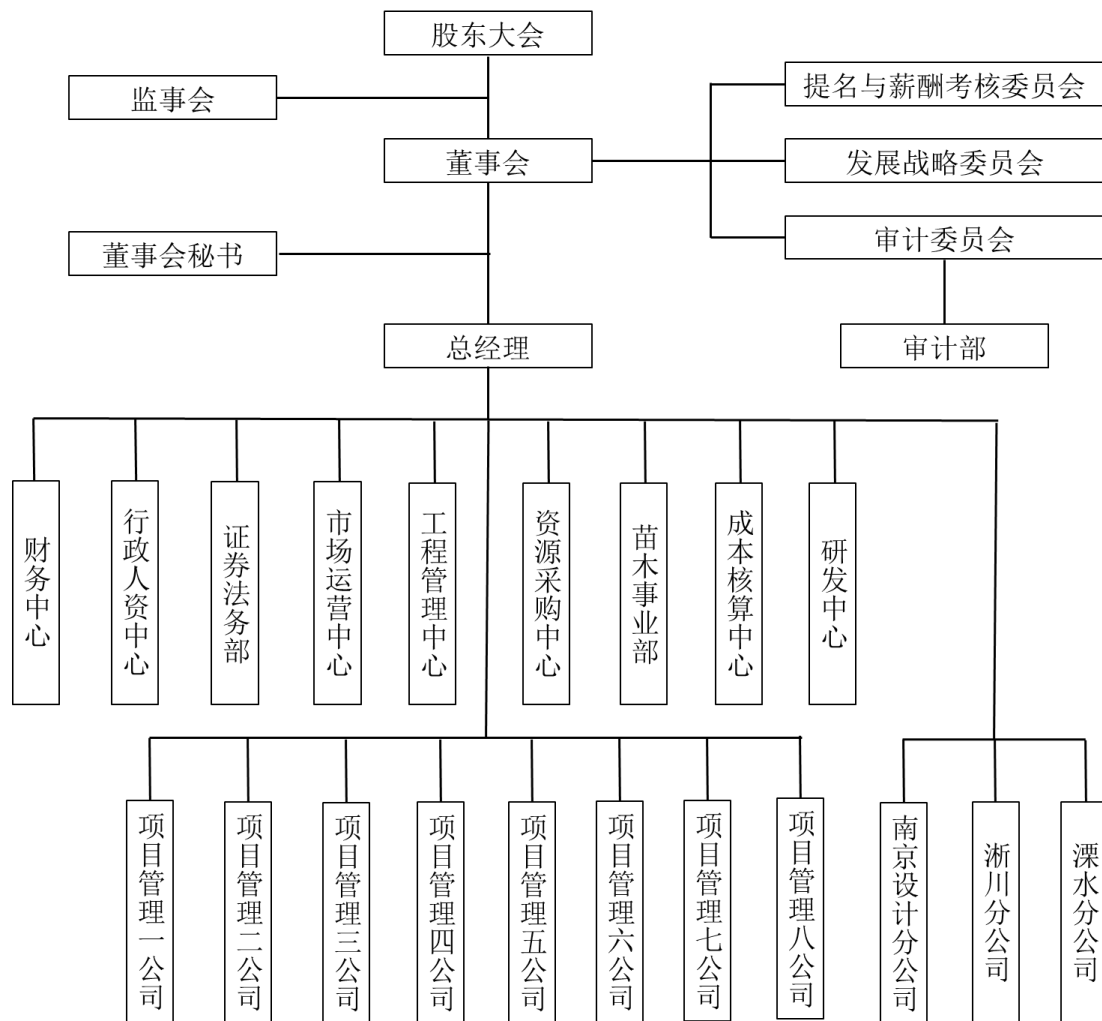 股东大会
监事会
提名与薪酬考核委员会
董事会
发展战略委员会
董事会秘书
审计委员会
总经理
审计部
财务中心
行政人资中心
证券法务部
市场运营中心
工程管理中心
资源采购中心
苗木事业部
成本核算中心
研发中心
项目管理一公司
项目管理二公司
项目管理三公司
项目管理四公司
项目管理五公司
项目管理六公司
项目管理七公司
项目管理八公司
南京设计分公司
淅川分公司
溧水分公司